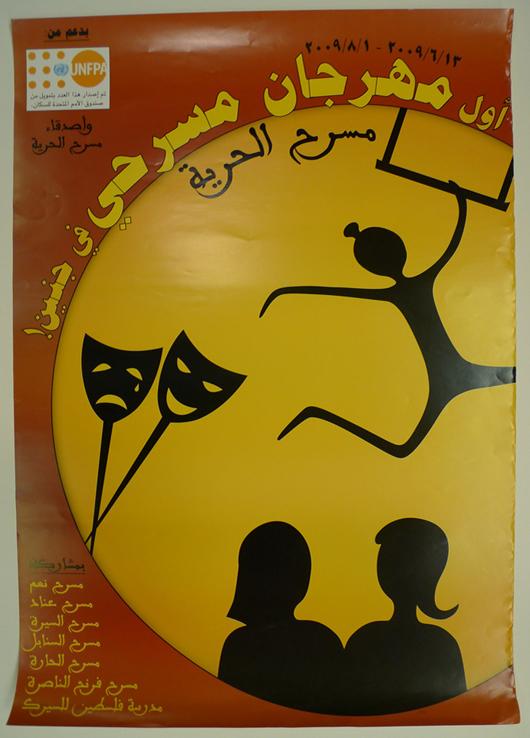 بدعم من:
UNFPA
تم إصدار هذا العدد بتمويل من
صندوق الأمم المتحدة للسكان.
وأصدقاء
مسرح الحرية
٢٠٠٩/٦/١٣ - ٢٠٠٩/٨/١
أول مهرجان مسرحي في جنين!
مسرح الحرية
بمشاركة
مسرح نعم
مسرح عناد
مسرح السيرة
مسرح السنابل
مسرح الحارة
مسرح فرنج الناصرة
مدرسة فلسطين للسيرك